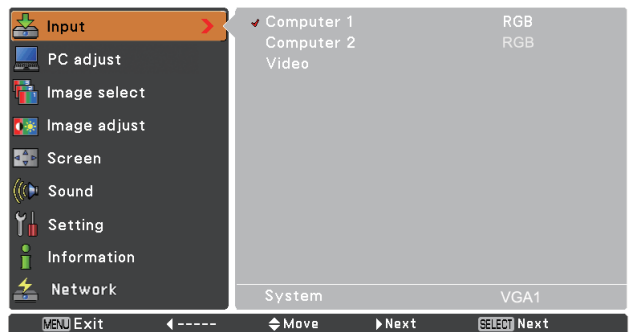 Input
PC adjust
Image select
Image adjust
Screen
Sound
Setting
Information
Network
Computer 1 RGB
Computer 2 RGB
Video
System VGA1
MENU Exit ----- Move Next SELECT Next